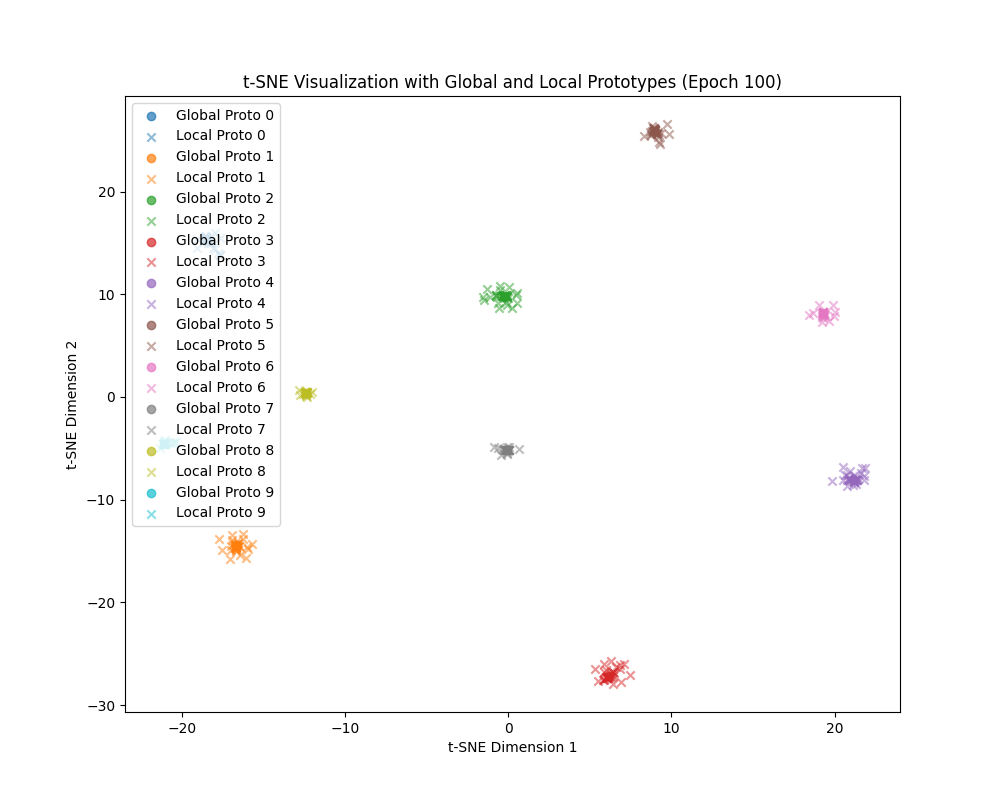 t-SNE Visualization with Global and Local Prototypes (Epoch 100)
Global Proto 0
Local Proto 0
Global Proto 1
Local Proto 1
Global Proto 2
Local Proto 2
Global Proto 3
Local Proto 3
Global Proto 4
Local Proto 4
Global Proto 5
Local Proto 5
Global Proto 6
Local Proto 6
Global Proto 7
Local Proto 7
Global Proto 8
Local Proto 8
Global Proto 9
Local Proto 9
t-SNE Dimension 2
20
10
0
−10
−20
−30
−20
−10
0
10
20
t-SNE Dimension 1